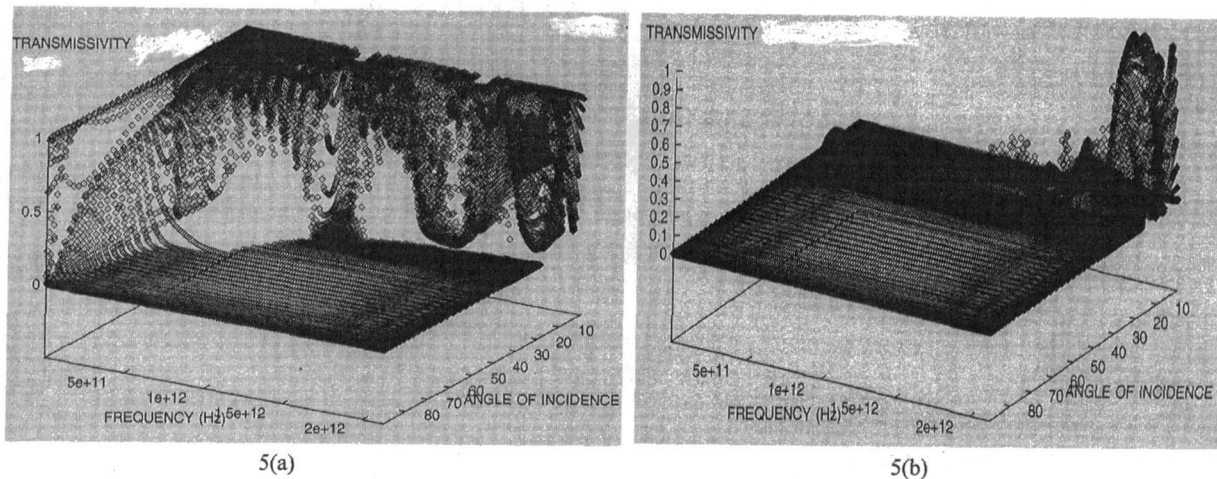 TRANSMISSIVITY
1
0.5
0
5e+11
1e+12
1.5e+12
2e+12
FREQUENCY (Hz)
80
70
60
50
40
30
20
10
ANGLE OF INCIDENCE
5(a)
TRANSMISSIVITY
1
0.9
0.8
0.7
0.6
0.5
0.4
0.3
0.2
0.1
0
5e+11
1e+12
1.5e+12
2e+12
FREQUENCY (Hz)
80
70
60
50
40
30
20
10
ANGLE OF INCIDENCE
5(b)